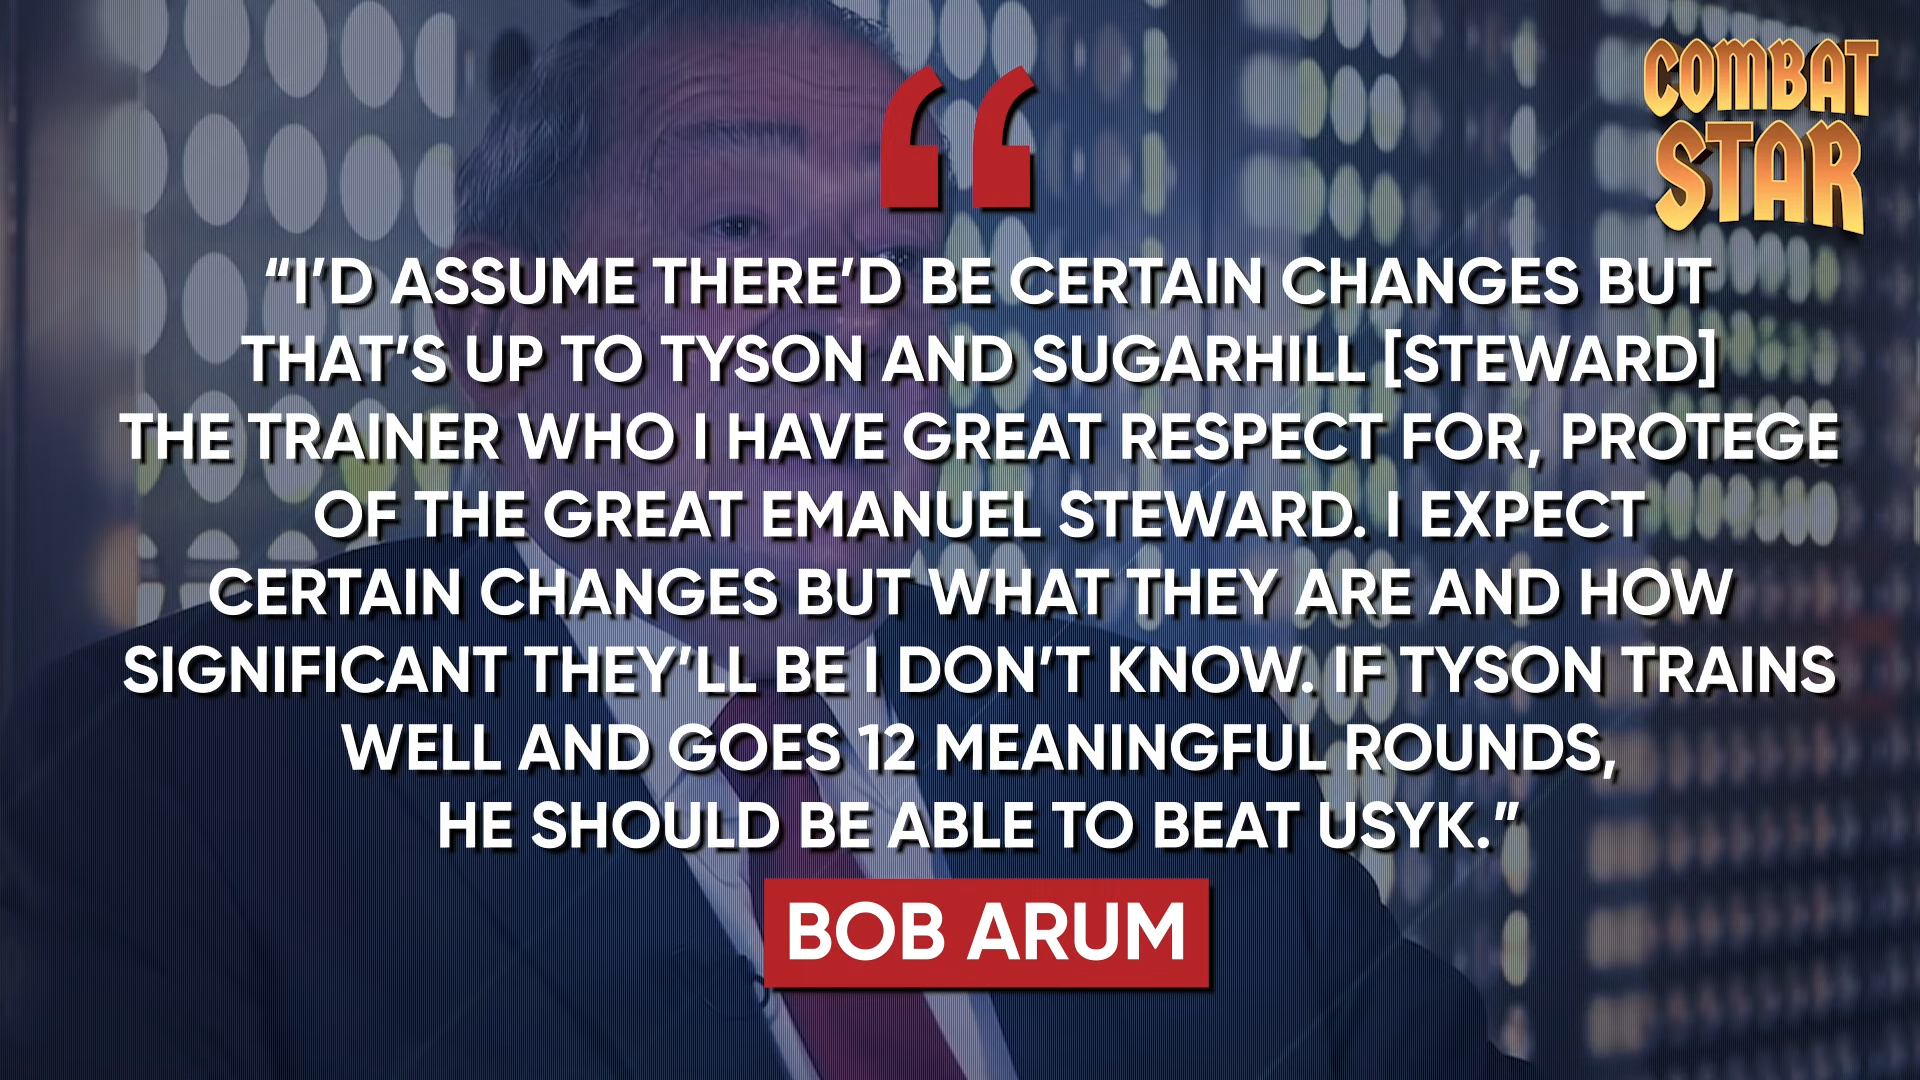 COMBAT
STAR
“I’D ASSUME THERE’D BE CERTAIN CHANGES BUT
THAT’S UP TO TYSON AND SUGARHILL [STEWARD]
THE TRAINER WHO I HAVE GREAT RESPECT FOR, PROTEGE
OF THE GREAT EMANUEL STEWARD. I EXPECT
CERTAIN CHANGES BUT WHAT THEY ARE AND HOW
SIGNIFICANT THEY’LL BE I DON’T KNOW. IF TYSON TRAINS
WELL AND GOES 12 MEANINGFUL ROUNDS,
HE SHOULD BE ABLE TO BEAT USYK.”
BOB ARUM